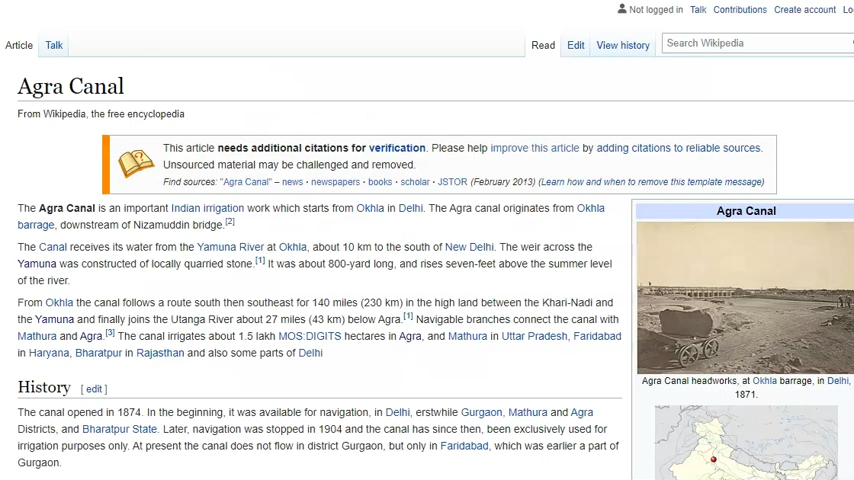 Not logged in Talk Contributions Create account Lo
Article Talk Read Edit View history Search Wikipedia
Agra Canal
From Wikipedia, the free encyclopedia
This article needs additional citations for verification. Please help improve this article by adding citations to reliable sources.
Unsourced material may be challenged and removed.
Find sources: "Agra Canal" – news · newspapers · books · scholar · JSTOR (February 2013) (Learn how and when to remove this template message)
The Agra Canal is an important Indian irrigation work which starts from Okhla in Delhi. The Agra canal originates from Okhla
barrage, downstream of Nizamuddin bridge.[2]
The Canal receives its water from the Yamuna River at Okhla, about 10 km to the south of New Delhi. The weir across the
Yamuna was constructed of locally quarried stone.[1] It was about 800-yard long, and rises seven-feet above the summer level
of the river.
From Okhla the canal follows a route south then southeast for 140 miles (230 km) in the high land between the Khari-Nadi and
the Yamuna and finally joins the Utanga River about 27 miles (43 km) below Agra.[1] Navigable branches connect the canal with
Mathura and Agra.[3] The canal irrigates about 1.5 lakh MOS:DIGITS hectares in Agra, and Mathura in Uttar Pradesh, Faridabad
in Haryana, Bharatpur in Rajasthan and also some parts of Delhi
History [ edit ]
The canal opened in 1874. In the beginning, it was available for navigation, in Delhi, erstwhile Gurgaon, Mathura and Agra
Districts, and Bharatpur State. Later, navigation was stopped in 1904 and the canal has since then, been exclusively used for
irrigation purposes only. At present the canal does not flow in district Gurgaon, but only in Faridabad, which was earlier a part of
Gurgaon.
Agra Canal
Agra Canal headworks, at Okhla barrage, in Delhi,
1871.